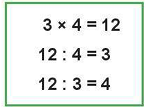 3 × 4 = 12
12 : 4 = 3
12 : 3 = 4